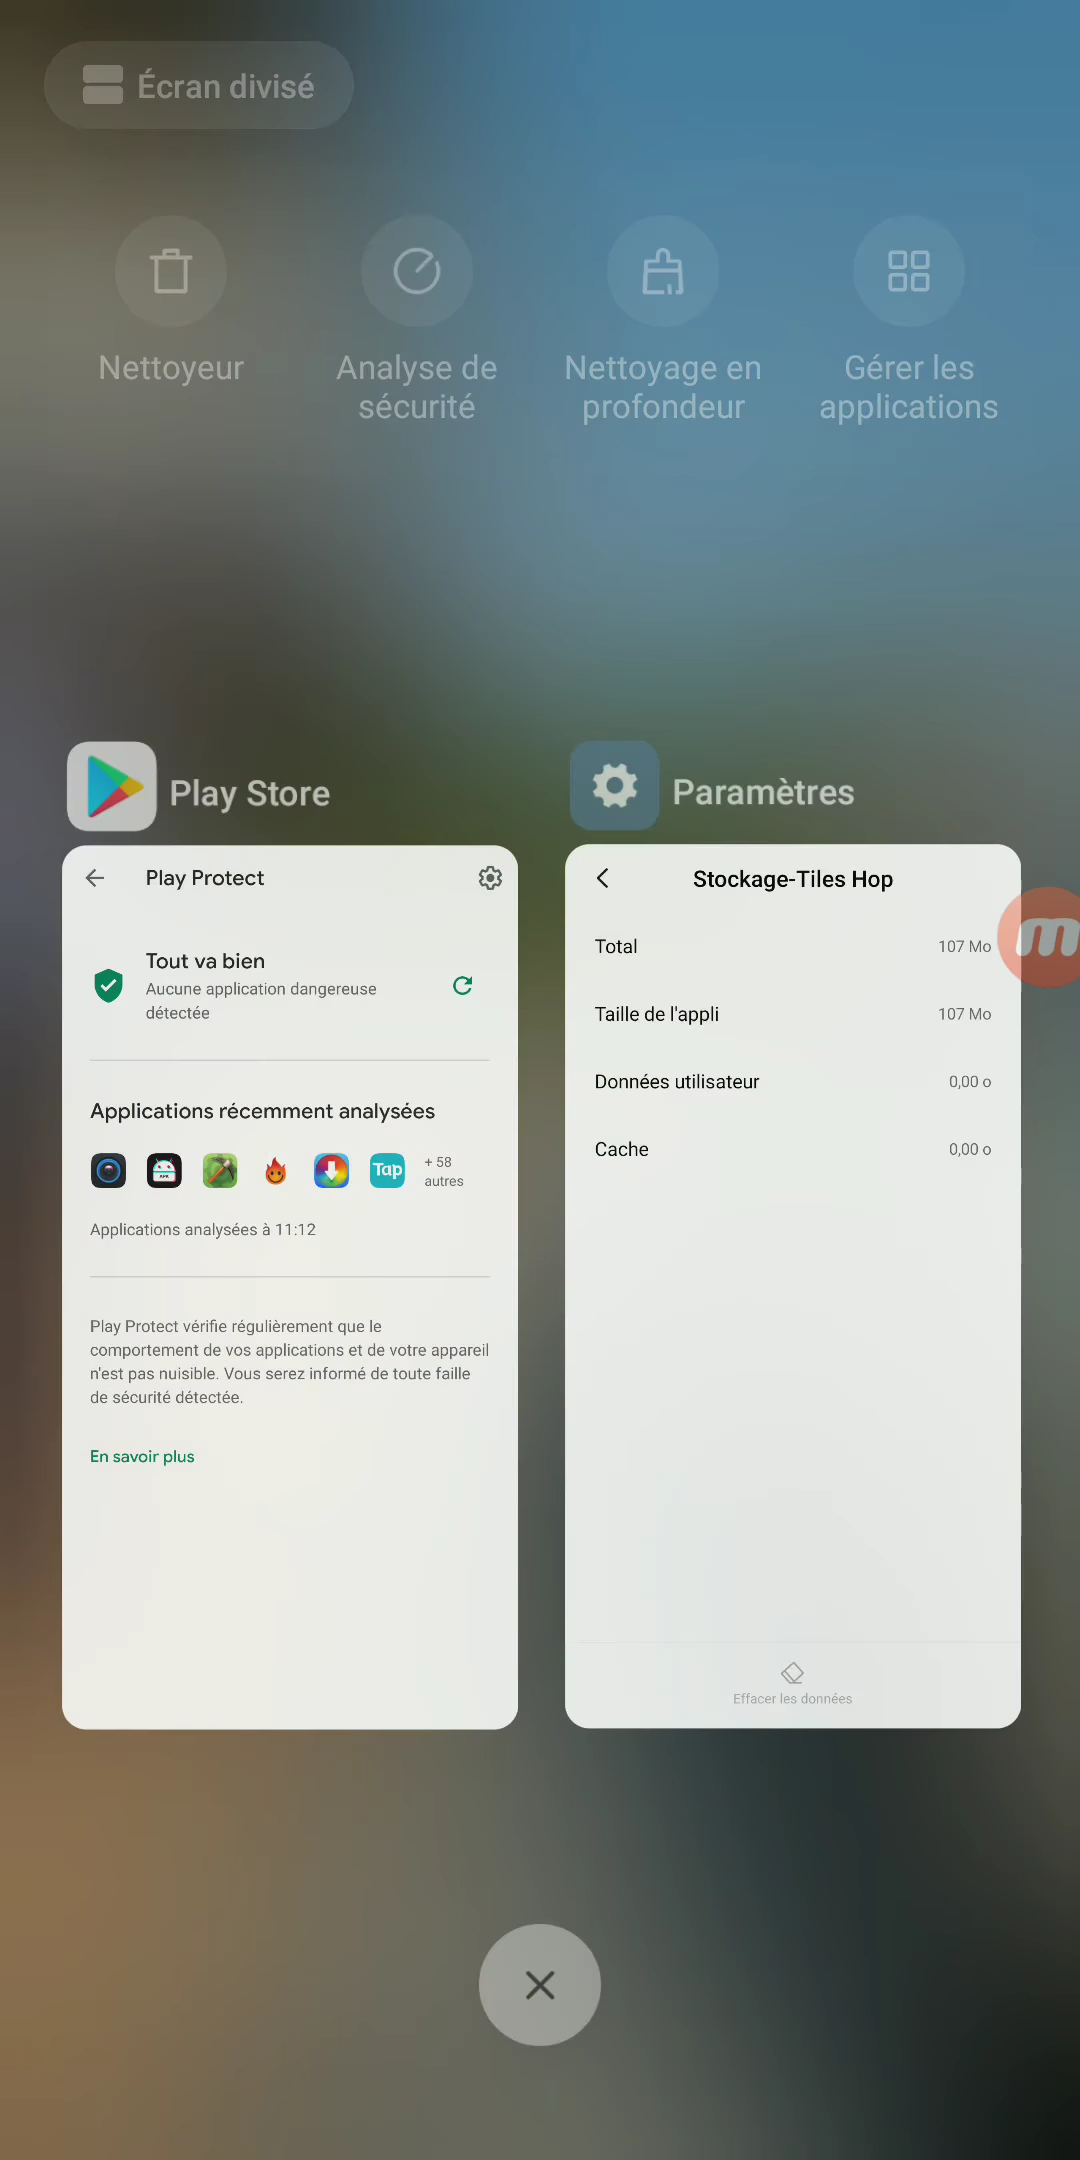 Écran divisé
Nettoyeur
Analyse de
sécurité
Nettoyage en
profondeur
Gérer les
applications
Play Store
Play Protect
Tout va bien
Aucune application dangereuse
détectée
Applications récemment analysées
APK
Tap
+ 58
autres
Applications analysées à 11:12
Play Protect vérifie régulièrement que le
comportement de vos applications et de votre appareil
n'est pas nuisible. Vous serez informé de toute faille
de sécurité détectée.
En savoir plus
Paramètres
Stockage-Tiles Hop
Total 107 Mo
Taille de l'appli 107 Mo
Données utilisateur 0,00 o
Cache 0,00 o
Effacer les données
m